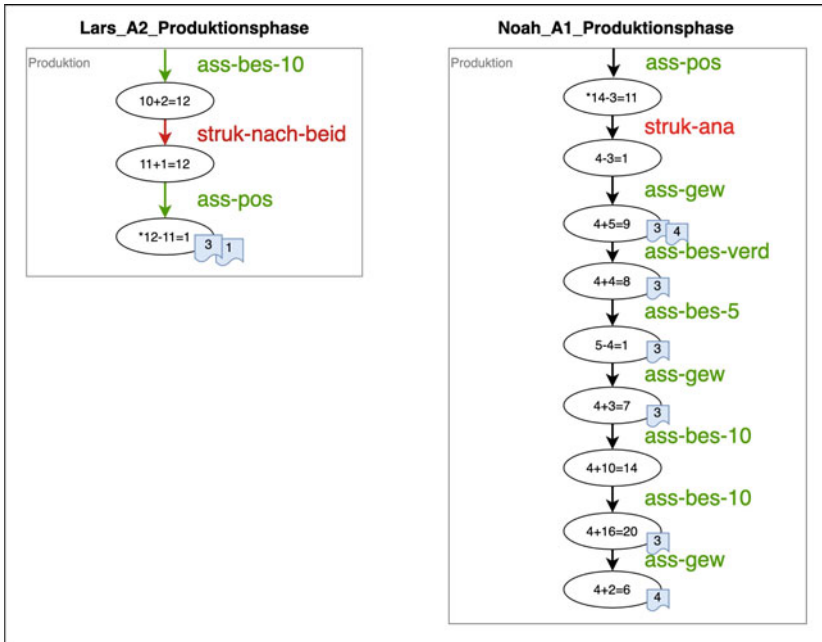 Lars_A2_Produktionsphase
Produktion
ass-bes-10
10+2=12
struk-nach-beid
11+1=12
ass-pos
*12-11=1
3
1
Noah_A1_Produktionsphase
Produktion
ass-pos
*14-3=11
struk-ana
4-3=1
ass-gew
4+5=9
3
4
ass-bes-verd
4+4=8
3
ass-bes-5
5-4=1
3
ass-gew
4+3=7
3
ass-bes-10
4+10=14
ass-bes-10
4+16=20
3
ass-gew
4+2=6
4